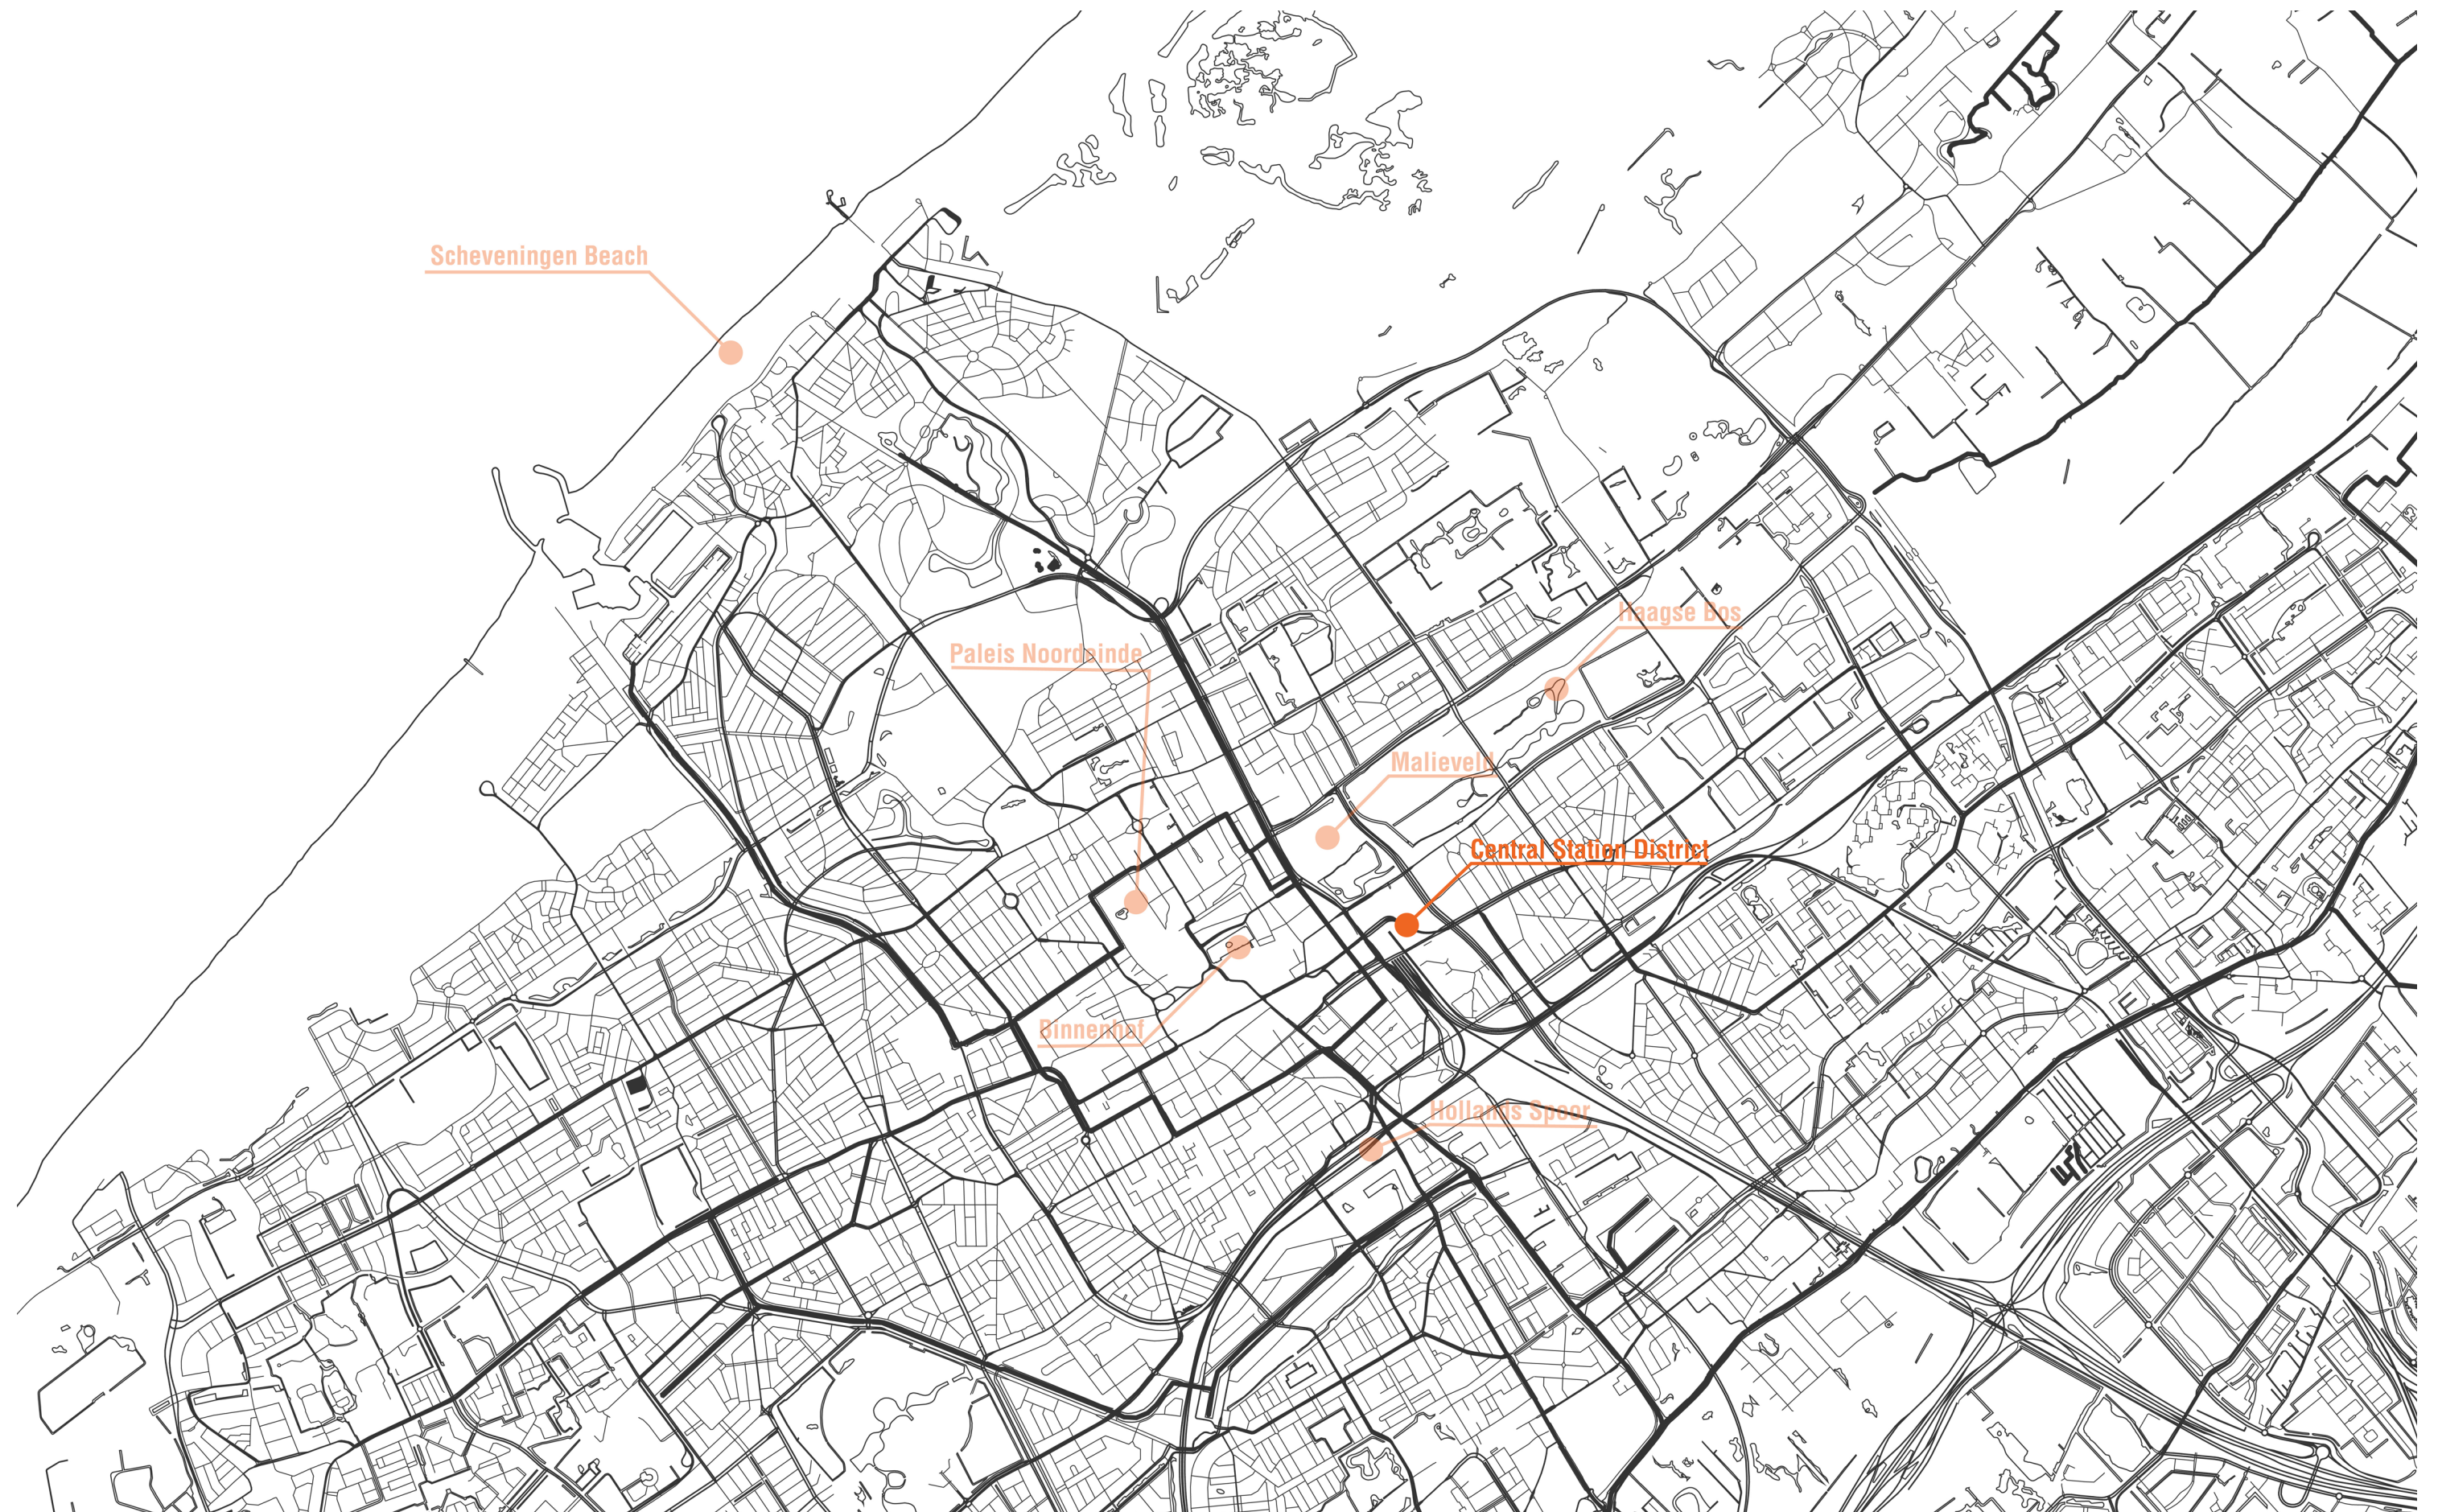 Scheveningen Beach
Haagse Bos
Paleis Noordeinde
Malieveld
Central Station District
Binnenhof
Hollands Spoor